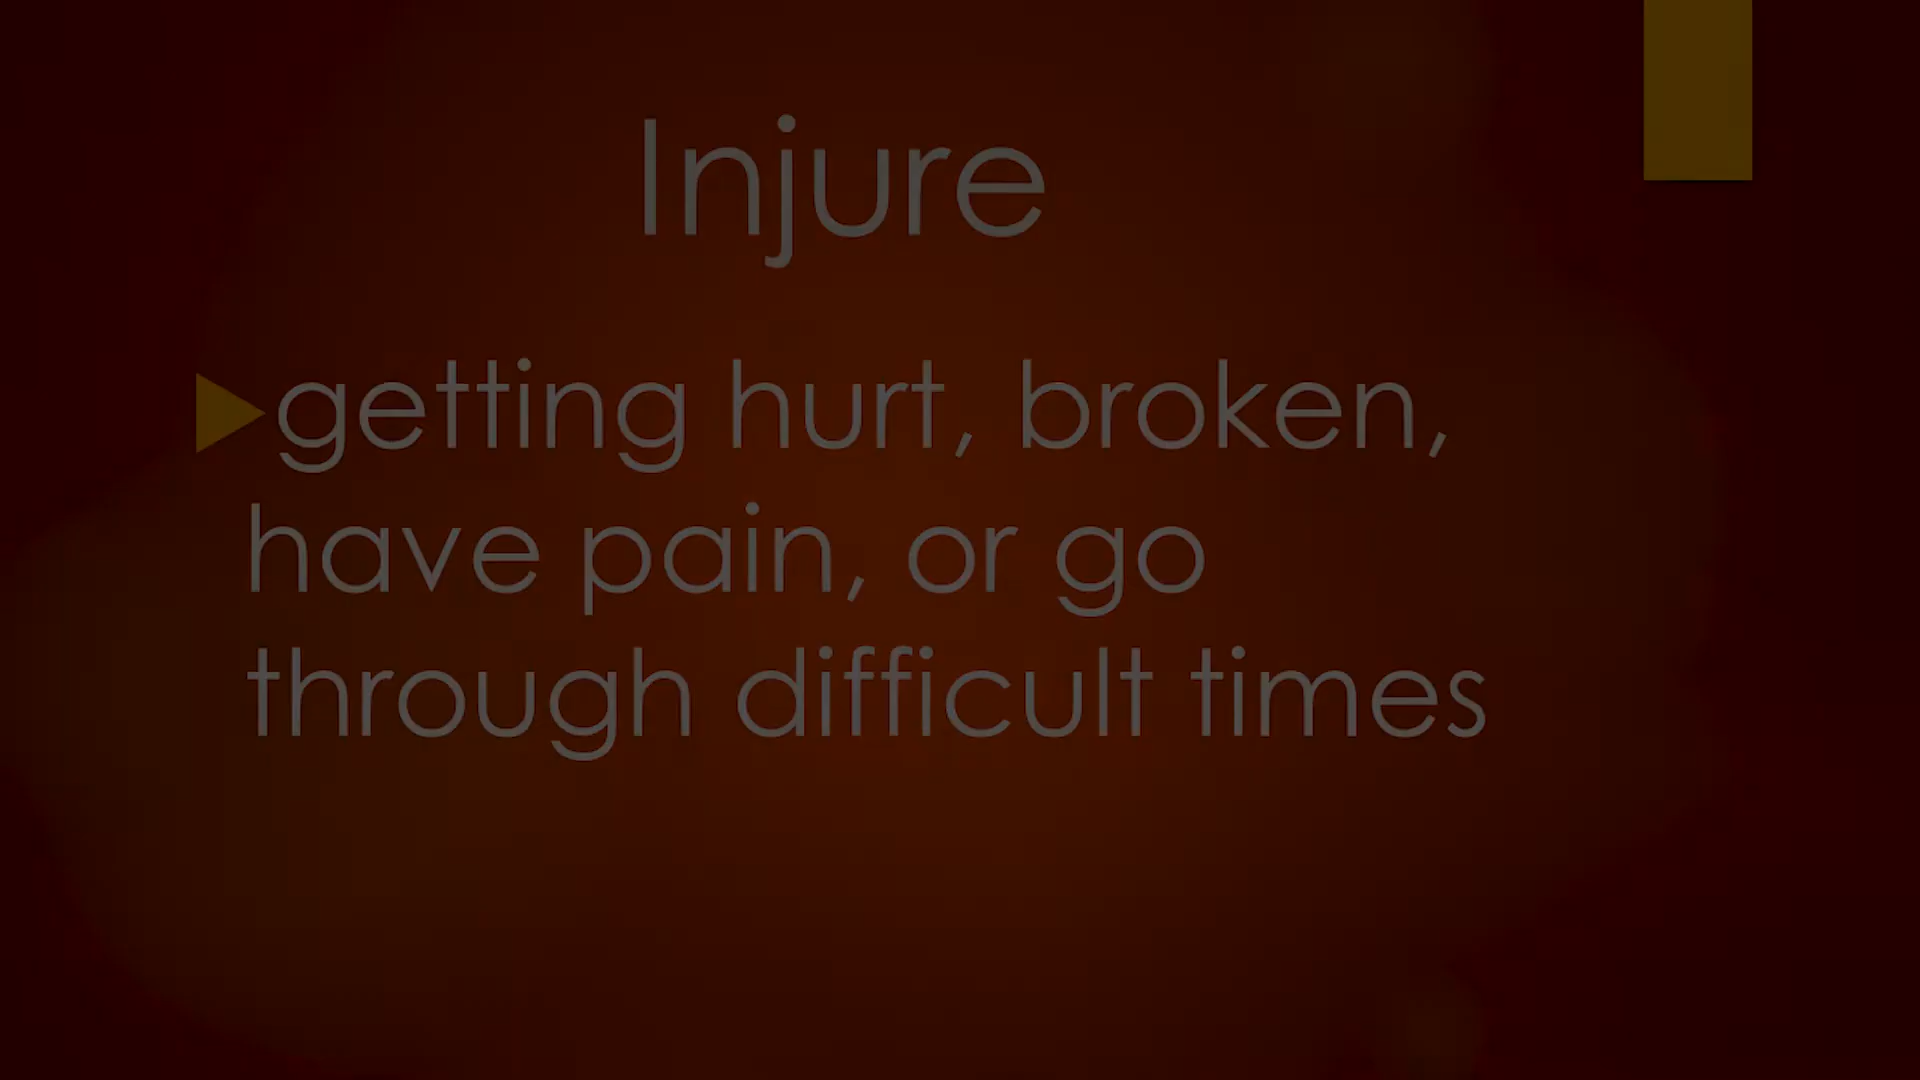 Injure
getting hurt, broken,
have pain, or go
through difficult times